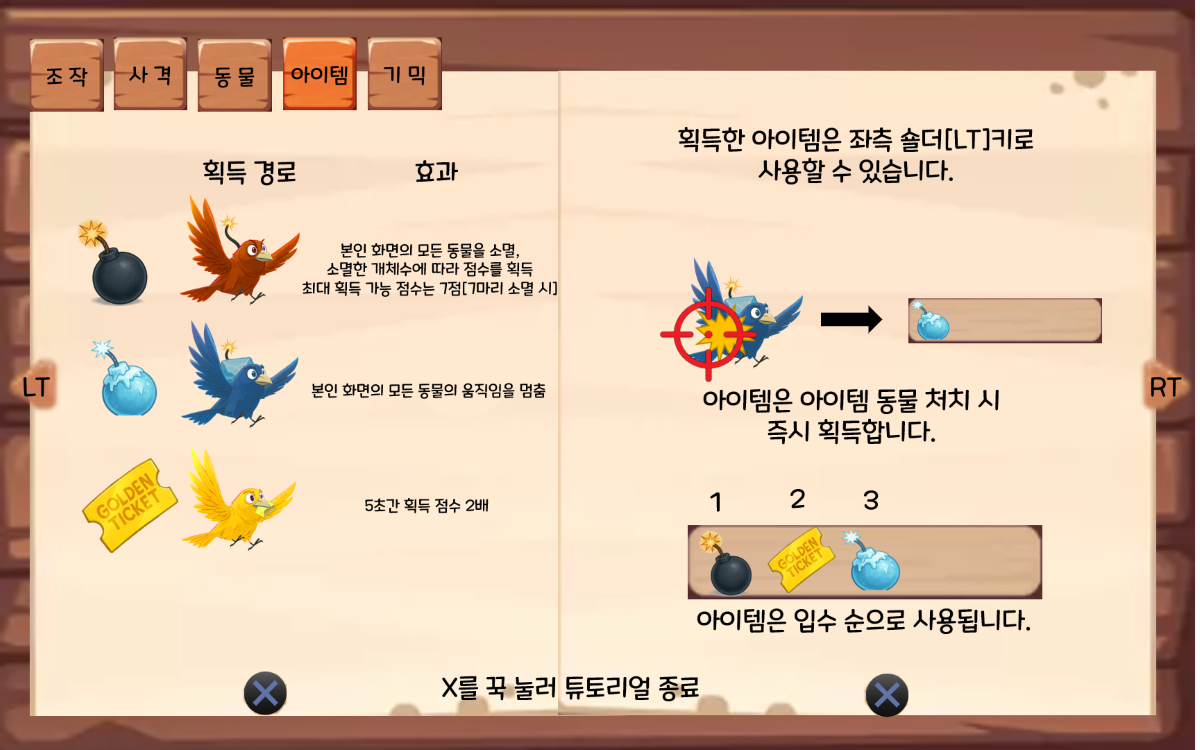 조작
사격
동물
아이템
기믹
획득 경로
효과
본인 화면의 모든 동물을 소멸,
소멸한 개체수에 따라 점수를 획득
최대 획득 가능 점수는 7점[7마리 소멸 시]
본인 화면의 모든 동물의 움직임을 멈춤
GOLDEN
TICKET
5초간 획득 점수 2배
LT
획득한 아이템은 좌측 숄더[LT]키로
사용할 수 있습니다.
아이템은 아이템 동물 처치 시
즉시 획득합니다.
RT
1
2
3
GOLDEN
TICKET
아이템은 입수 순으로 사용됩니다.
X를 꾹 눌러 튜토리얼 종료